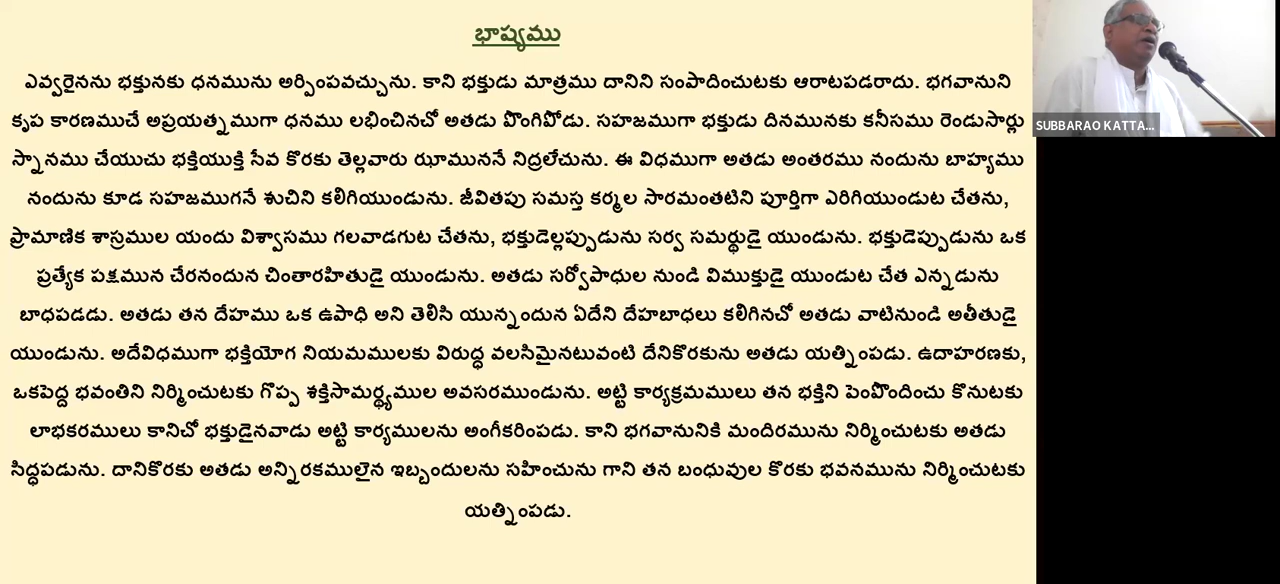 భాష్యము
ఎవ్వరైనను భక్తునకు ధనమును అర్పింపవచ్చును. కాని భక్తుడు మాత్రము దానిని సంపాదించుటకు ఆరాటపడరాదు. భగవానుని
కృప కారణముచే అప్రయత్నముగా ధనము లభించినచో అతడు పొంగిపోడు. సహజముగా భక్తుడు దినమునకు కనీసము రెండుసార్లు
స్నానము చేయుచు భక్తియుక్తి సేవ కొరకు తెల్లవారు ఝాముననే నిద్రలేచును. ఈ విధముగా అతడు అంతరము నందును బాహ్యము
నందును కూడ సహజముగనే శుచిని కలిగియుండును. జీవితపు సమస్త కర్మల సారమంతటిని పూర్తిగా ఎరిగియుండుట చేతను,
ప్రామాణిక శాస్త్రముల యందు విశ్వాసము గలవాడగుట చేతను, భక్తుడెల్లప్పుడును సర్వ సమర్థుడై యుండును. భక్తుడెప్పుడును ఒక
ప్రత్యేక పక్షమున చేరనందున చింతారహితుడై యుండును. అతడు సర్వోపాధుల నుండి విముక్తుడై యుండుట చేత ఎన్నడును
బాధపడడు. అతడు తన దేహము ఒక ఉపాధి అని తెలిసి యున్నందున ఏదేని దేహబాధలు కలిగినచో అతడు వాటినుండి అతీతుడై
యుండును. అదేవిధముగా భక్తియోగ నియమములకు విరుద్ధ వలసిమైనటువంటి దేనికొరకును అతడు యత్నింపడు. ఉదాహరణకు,
ఒకపెద్ద భవంతిని నిర్మించుటకు గొప్ప శక్తిసామర్థ్యముల అవసరముండును. అట్టి కార్యక్రమములు తన భక్తిని పెంపొందించు కొనుటకు
లాభకరములు కానిచో భక్తుడైనవాడు అట్టి కార్యములను అంగీకరింపడు. కాని భగవానునికి మందిరమును నిర్మించుటకు అతడు
సిద్ధపడును. దానికొరకు అతడు అన్నిరకములైన ఇబ్బందులను సహించును గాని తన బంధువుల కొరకు భవనమును నిర్మించుటకు
యత్నింపడు.
SUBBARAO KATTA...